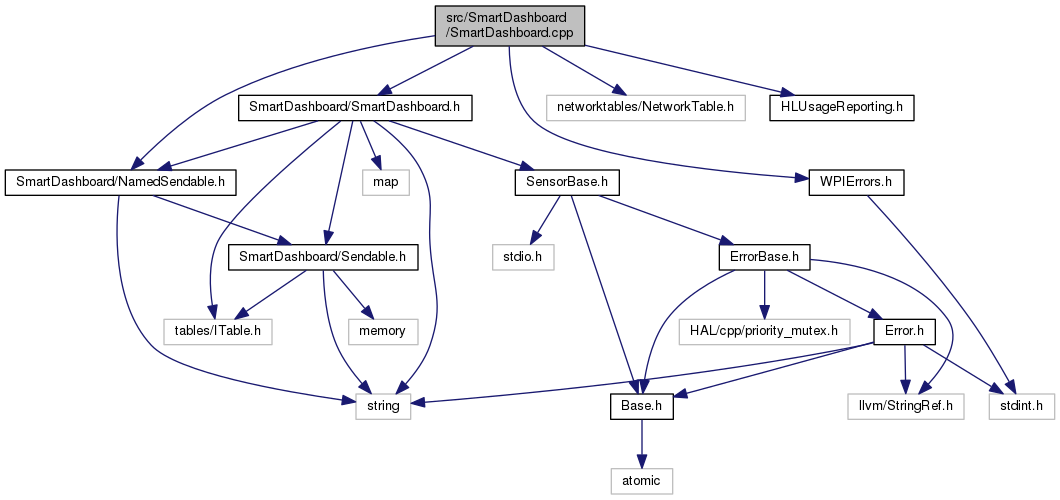 src/SmartDashboard
/SmartDashboard.cpp
SmartDashboard/SmartDashboard.h
networktables/NetworkTable.h
HLUsageReporting.h
SmartDashboard/NamedSendable.h
map
SensorBase.h
WPIErrors.h
SmartDashboard/Sendable.h
stdio.h
ErrorBase.h
tables/ITable.h
memory
HAL/cpp/priority_mutex.h
Error.h
string
Base.h
llvm/StringRef.h
stdint.h
atomic